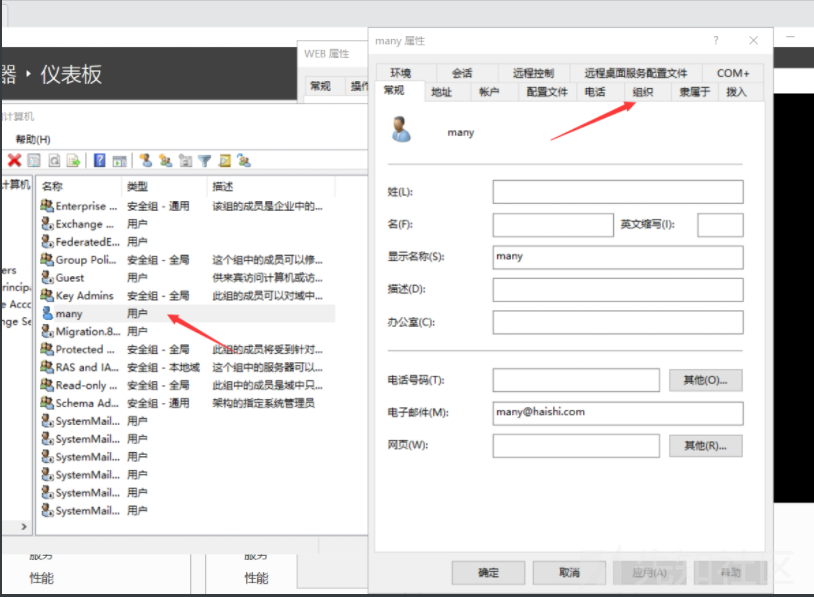 器 ‣ 仪表板
WEB 属性
常规
计算机
帮助(H)
计算机
名称 类型 描述
Enterprise ... 安全组 - 通用 该组的成员是企业中的...
Exchange ... 用户
FederatedE... 用户
Group Poli... 安全组 - 全局 这个组中的成员可以修...
Guest 用户 供来宾访问计算机或访...
Key Admins 安全组 - 全局 此组的成员可以对域中...
many 用户
Migration.8... 用户
Protected ... 安全组 - 全局 此组的成员将受到针对...
RAS and IA... 安全组 - 本地域 这个组中的服务器可以...
Read-only ... 安全组 - 全局 此组中的成员是域中只...
Schema Ad... 安全组 - 通用 架构的指定系统管理员
SystemMail... 用户
SystemMail... 用户
SystemMail... 用户
SystemMail... 用户
SystemMail... 用户
SystemMail... 用户
服务 服务
性能 性能
many 属性
环境 会话 远程控制 远程桌面服务配置文件 COM+
常规 地址 帐户 配置文件 电话 组织 隶属于 拨入
many
姓(L):
名(F): 英文缩写(I):
显示名称(S): many
描述(D):
办公室(C):
电话号码(T): 其他(O)...
电子邮件(M): many@haishi.com
网页(W): 其他(R)...
确定 取消 应用(A) 帮助